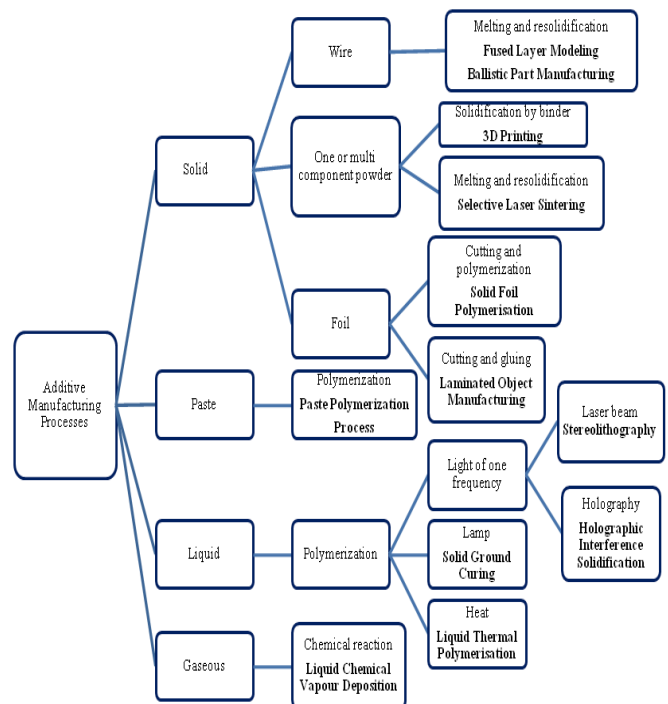 Additive
Manufacturing
Processes
Solid
Wire
Melting and resolidification
Fused Layer Modeling
Ballistic Part Manufacturing
One or multi
component powder
Solidification by binder
3D Printing
Melting and resolidification
Selective Laser Sintering
Foil
Cutting and
polymerization
Solid Foil
Polymerisation
Cutting and gluing
Laminated Object
Manufacturing
Paste
Polymerization
Paste Polymerization
Process
Liquid
Polymerization
Light of one
frequency
Laser beam
Stereolithography
Holography
Holographic
Interference
Solidification
Lamp
Solid Ground
Curing
Heat
Liquid Thermal
Polymerisation
Gaseous
Chemical reaction
Liquid Chemical
Vapour Deposition